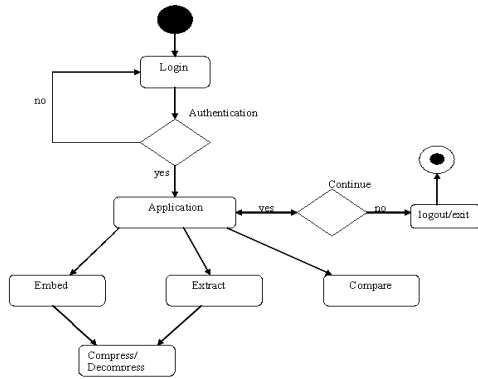 Login
no
Authentication
yes
Continue
Application
yes
no
logout/exit
Embed
Extract
Compare
Compress/
Decompress